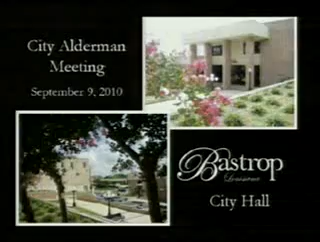 City Alderman
Meeting
September 9, 2010
Bastrop
Louisiana
City Hall